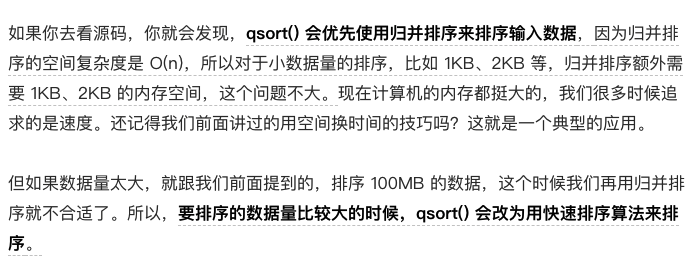 如果你去看源码，你就会发现，qsort() 会优先使用归并排序来排序输入数据，因为归并排
序的空间复杂度是 O(n)，所以对于小数据量的排序，比如 1KB、2KB 等，归并排序额外需
要 1KB、2KB 的内存空间，这个问题不大。现在计算机的内存都挺大的，我们很多时候追
求的是速度。还记得我们前面讲过的用空间换时间的技巧吗？这就是一个典型的应用。
但如果数据量太大，就跟我们前面提到的，排序 100MB 的数据，这个时候我们再用归并排
序就不合适了。所以，要排序的数据量比较大的时候，qsort() 会改为用快速排序算法来排
序。